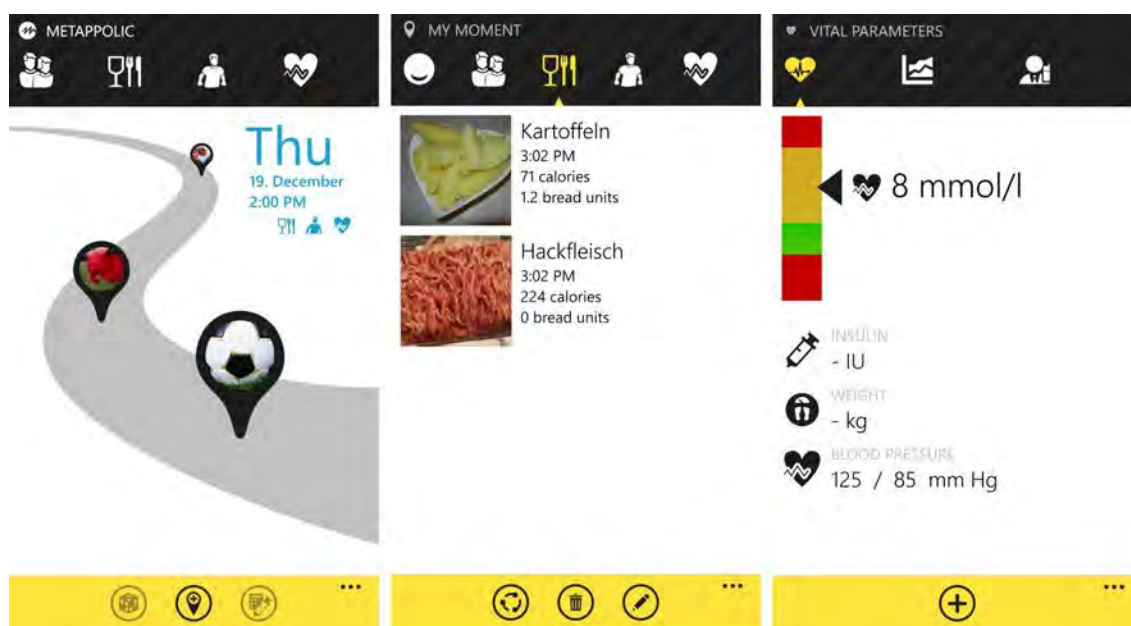 METAPPOLIC
Thu
19. December
2:00 PM
MY MOMENT
Kartoffeln
3:02 PM
71 calories
1.2 bread units
Hackfleisch
3:02 PM
224 calories
0 bread units
VITAL PARAMETERS
8 mmol/l
INSULIN
- IU
WEIGHT
- kg
BLOOD PRESSURE
125 / 85 mm Hg